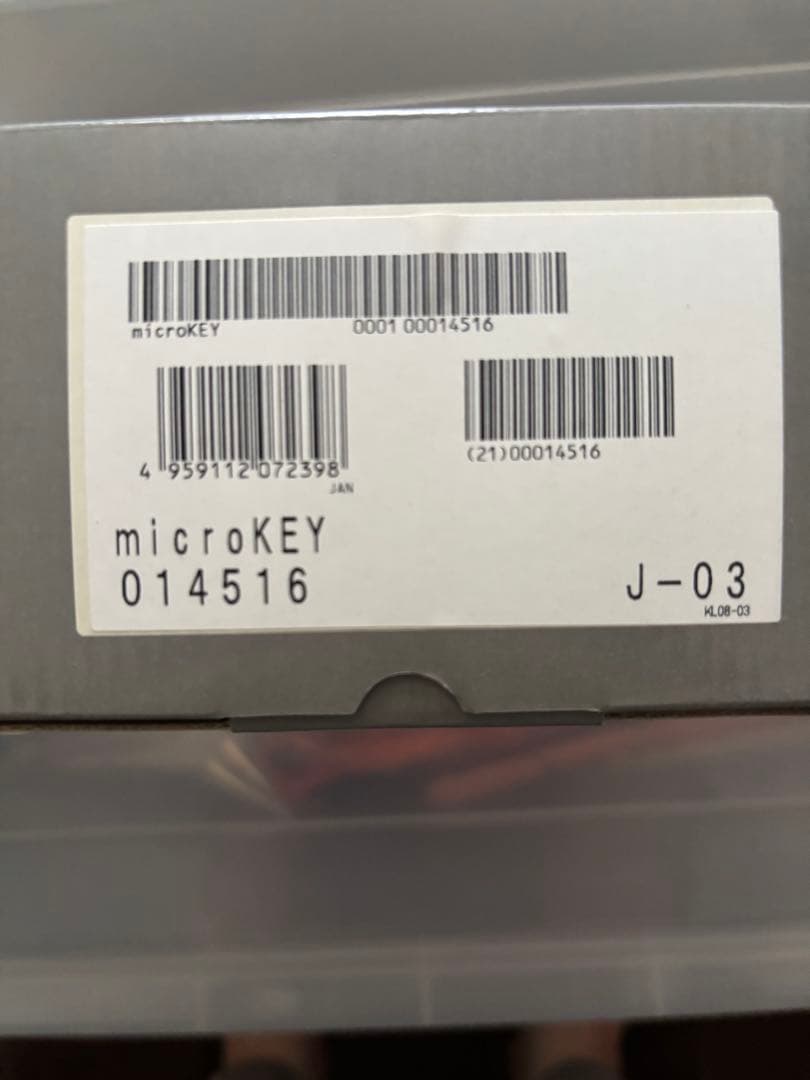 microKEY 0001 00014516
4 959112 072398
JAN
(21)00014516
microKEY
014516
J-03
KL08-03